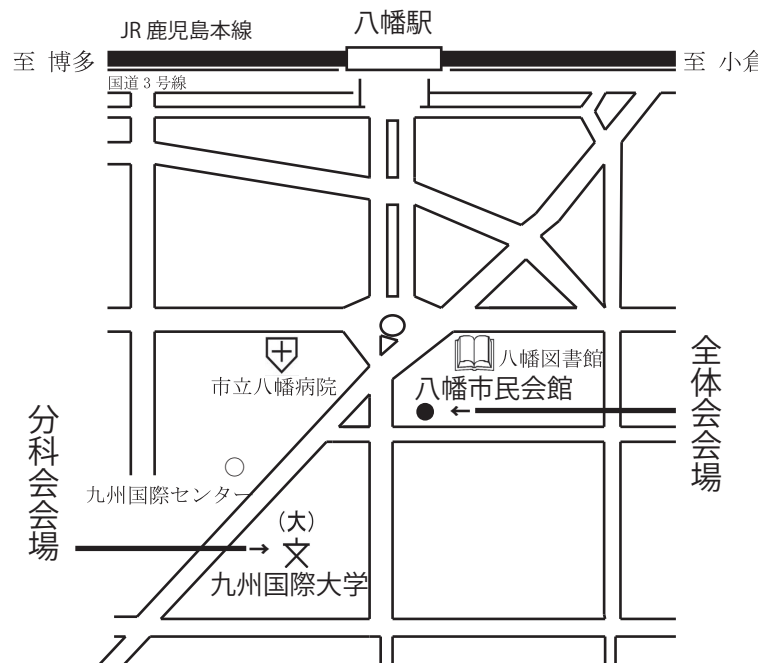 八幡駅
JR 鹿児島本線
至 博多
至 小倉
国道 3 号線
八幡図書館
市立八幡病院
八幡市民会館
全体会会場
分科会会場
九州国際センター
(大)
九州国際大学